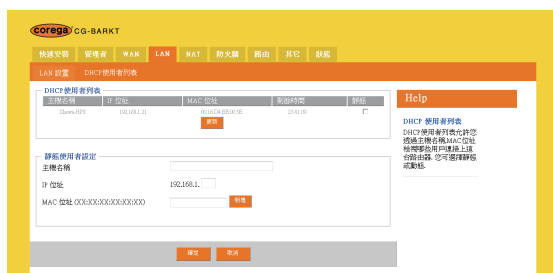 corega CG-BARKT
快速安裝 管理者 WAN LAN NAT 防火牆 路由 其它 狀態
LAN 設置 DHCP使用者列表
DHCP使用者列表
主機名稱 IP 位址 MAC 位址 剩餘時間 靜態
192.168.1.21
更新
靜態使用者設定
主機名稱
IP 位址 192.168.1.
MAC 位址 (XX:XX:XX:XX:XX:XX) 新增
確定 取消
Help
DHCP 使用者列表
DHCP使用者列表允許您
透過主機名稱,MAC位址
檢視哪些用戶連接上這
台路由器. 您可選擇靜態
或動態.